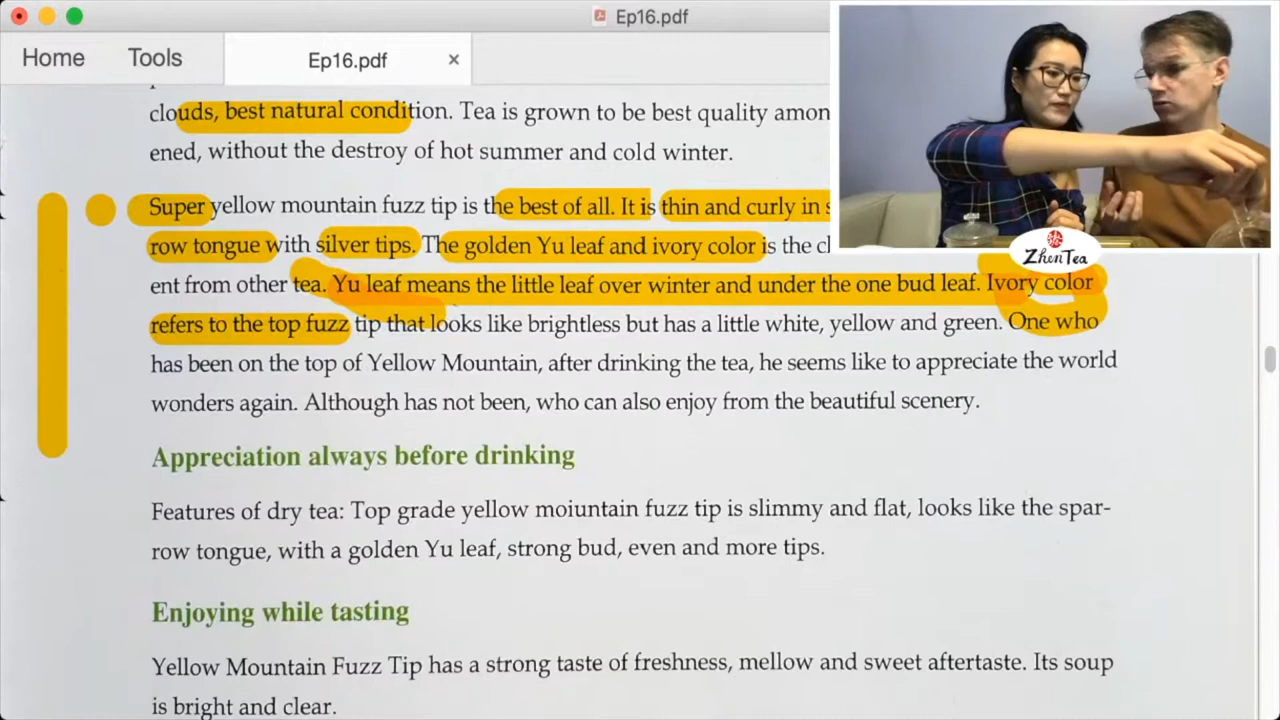 Ep16.pdf
Home Tools Ep16.pdf ×
clouds, best natural condition. Tea is grown to be best quality amon
ened, without the destroy of hot summer and cold winter.
Super yellow mountain fuzz tip is the best of all. It is thin and curly in s
row tongue with silver tips. The golden Yu leaf and ivory color is the cl
ent from other tea. Yu leaf means the little leaf over winter and under the one bud leaf. Ivory color
refers to the top fuzz tip that looks like brightless but has a little white, yellow and green. One who
has been on the top of Yellow Mountain, after drinking the tea, he seems like to appreciate the world
wonders again. Although has not been, who can also enjoy from the beautiful scenery.
Appreciation always before drinking
Features of dry tea: Top grade yellow moiuntain fuzz tip is slimmy and flat, looks like the spar-
row tongue, with a golden Yu leaf, strong bud, even and more tips.
Enjoying while tasting
Yellow Mountain Fuzz Tip has a strong taste of freshness, mellow and sweet aftertaste. Its soup
is bright and clear.
ZhenTea